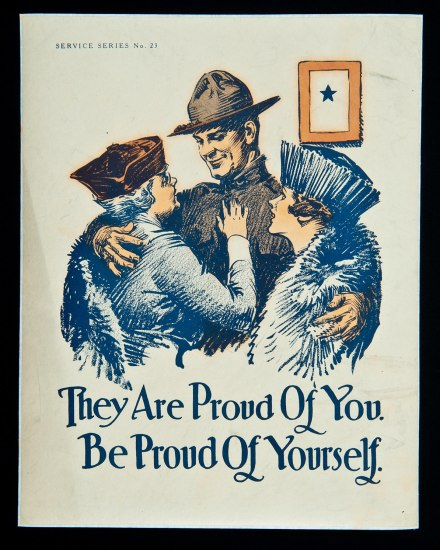 SERVICE SERIES No. 23
They Are Proud Of You.
Be Proud Of Yourself.